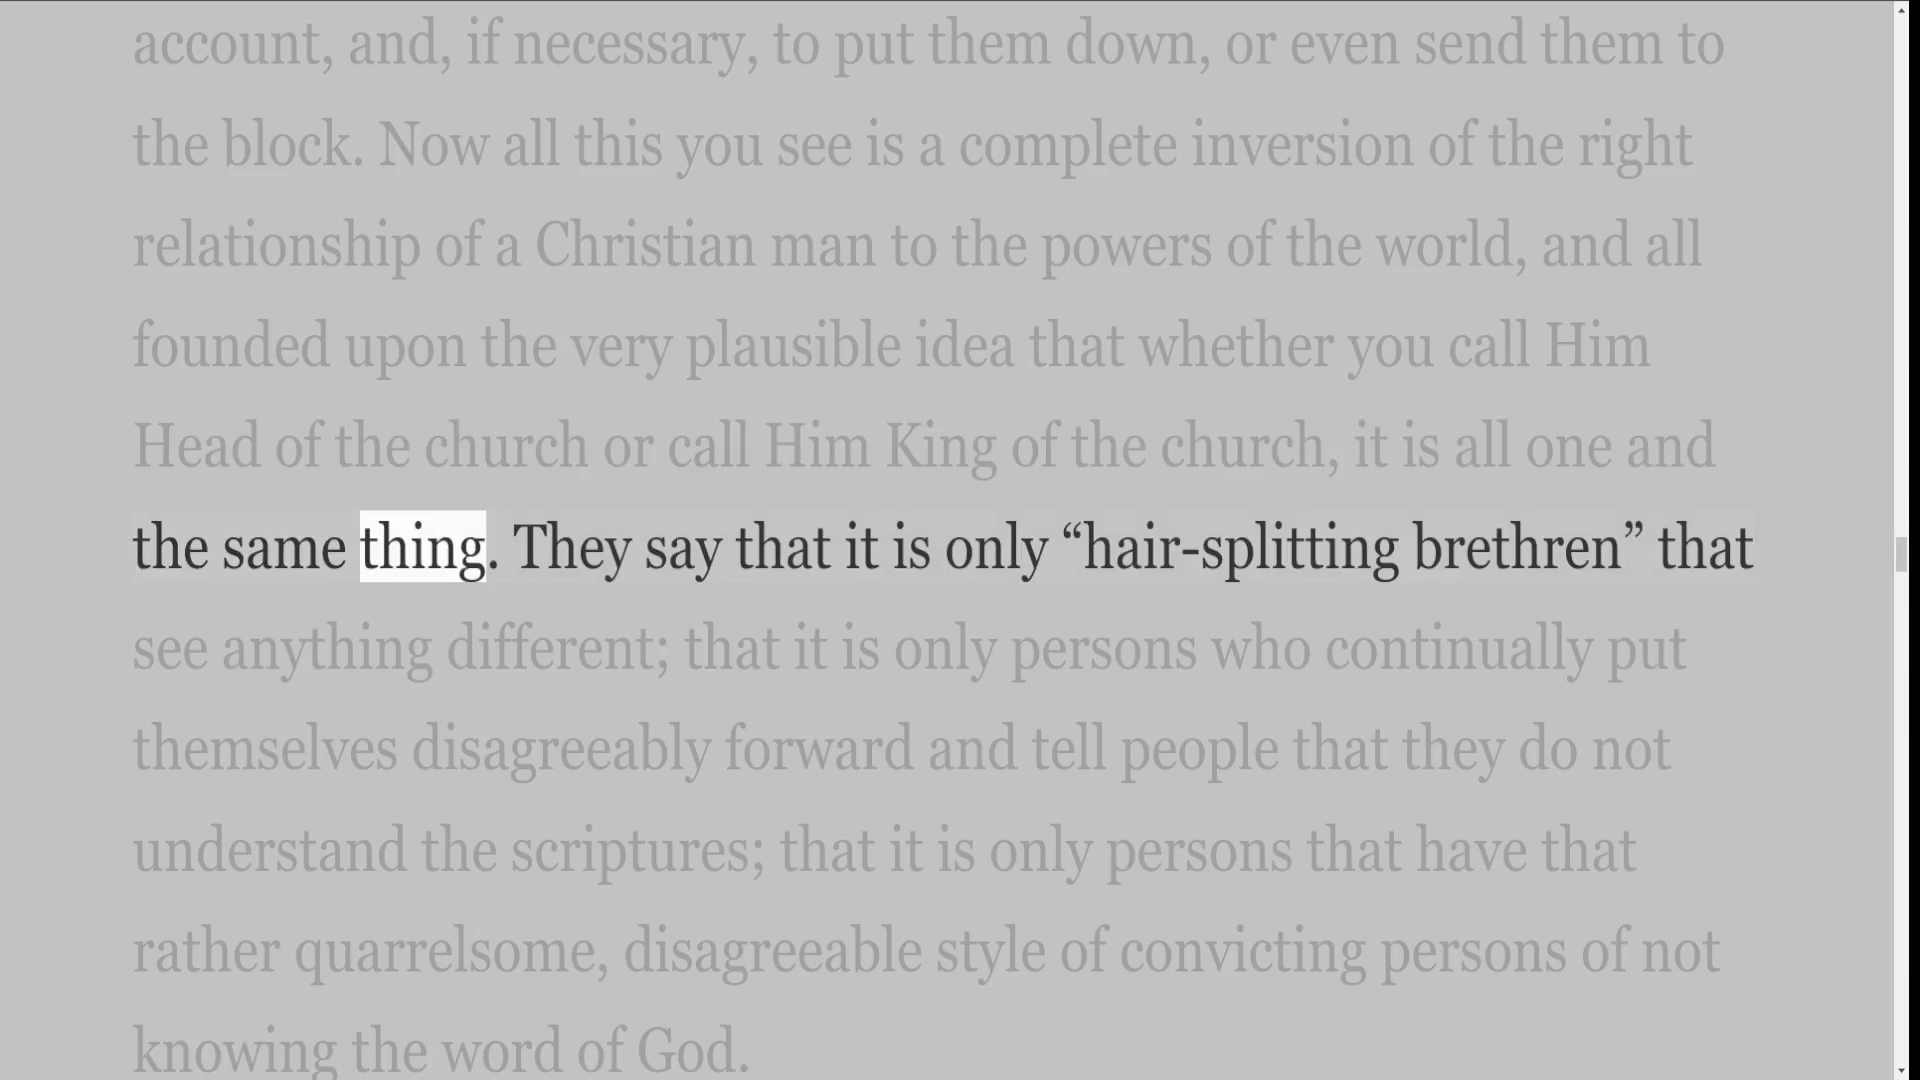 account, and, if necessary, to put them down, or even send them to
the block. Now all this you see is a complete inversion of the right
relationship of a Christian man to the powers of the world, and all
founded upon the very plausible idea that whether you call Him
Head of the church or call Him King of the church, it is all one and
the same thing. They say that it is only “hair-splitting brethren” that
see anything different; that it is only persons who continually put
themselves disagreeably forward and tell people that they do not
understand the scriptures; that it is only persons that have that
rather quarrelsome, disagreeable style of convicting persons of not
knowing the word of God.